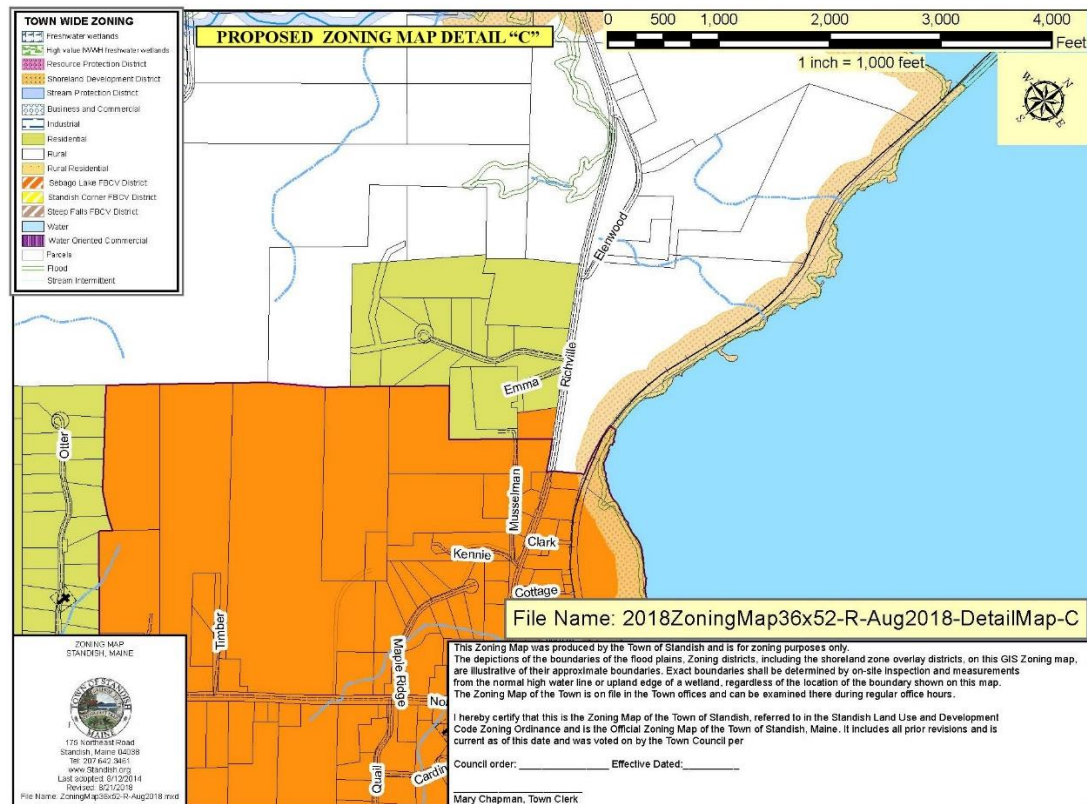 TOWN WIDE ZONING
Freshwater wetlands
High value IWWH freshwater wetlands
Resource Protection District
Shoreland Development District
Stream Protection District
Business and Commercial
Industrial
Residential
Rural
Rural Residential
Sebago Lake FBCV District
Standish Corner FBCV District
Steep Falls FBCV District
Water
Water Oriented Commercial
Parcels
Flood
Stream Intermittent
PROPOSED ZONING MAP DETAIL “C”
0 500 1,000 2,000 3,000 4,000
Feet
1 inch = 1,000 feet
N
W
E
S
Elenwood
Richville
Emma
Otter
Musselman
Clark
Kennie
Cottage
Timber
Maple Ridge
Quail
File Name: 2018ZoningMap36x52-R-Aug2018-DetailMap-C
ZONING MAP
STANDISH, MAINE
TOWN OF STANDISH
MAINE
175 Northeast Road
Standish, Maine 04038
Tel: 207.642.3461
www.Standish.org
Last adopted: 8/12/2014
Revised: 8/21/2018
File Name: ZoningMap36x52-R-Aug2018.mxd
This Zoning Map was produced by the Town of Standish and is for zoning purposes only.
The depictions of the boundaries of the flood plains, Zoning districts, including the shoreland zone overlay districts, on this GIS Zoning map,
are illustrative of their approximate boundaries. Exact boundaries shall be determined by on-site inspection and measurements
from the normal high water line or upland edge of a wetland, regardless of the location of the boundary shown on this map.
The Zoning Map of the Town is on file in the Town offices and can be examined there during regular office hours.
I hereby certify that this is the Zoning Map of the Town of Standish, referred to in the Standish Land Use and Development
Code Zoning Ordinance and is the Official Zoning Map of the Town of Standish, Maine. It includes all prior revisions and is
current as of this date and was voted on by the Town Council per
Council order: ________________ Effective Dated:__________
Mary Chapman, Town Clerk